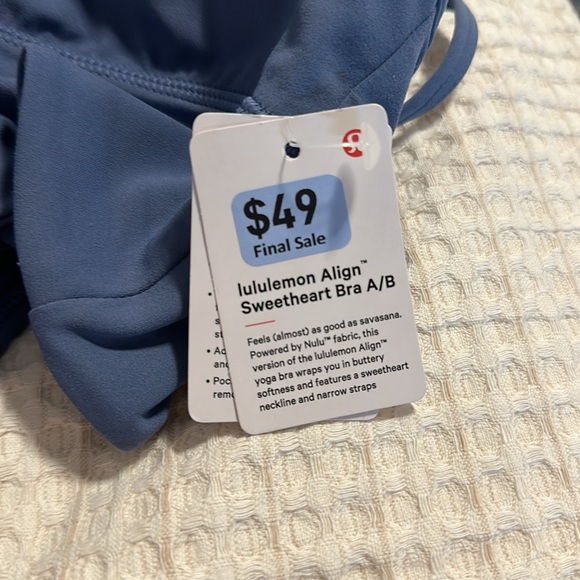 $49
Final Sale
lululemon Align™
Sweetheart Bra A/B
Feels (almost) as good as savasana.
Powered by Nulu™ fabric, this
version of the lululemon Align™
yoga bra wraps you in buttery
softness and features a sweetheart
neckline and narrow straps